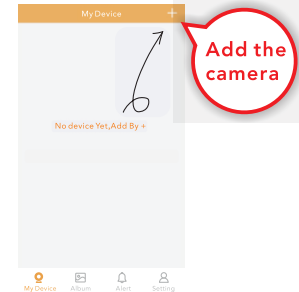 My Device +
Add the
camera
No device Yet,Add By +
My Device Album Alert Setting